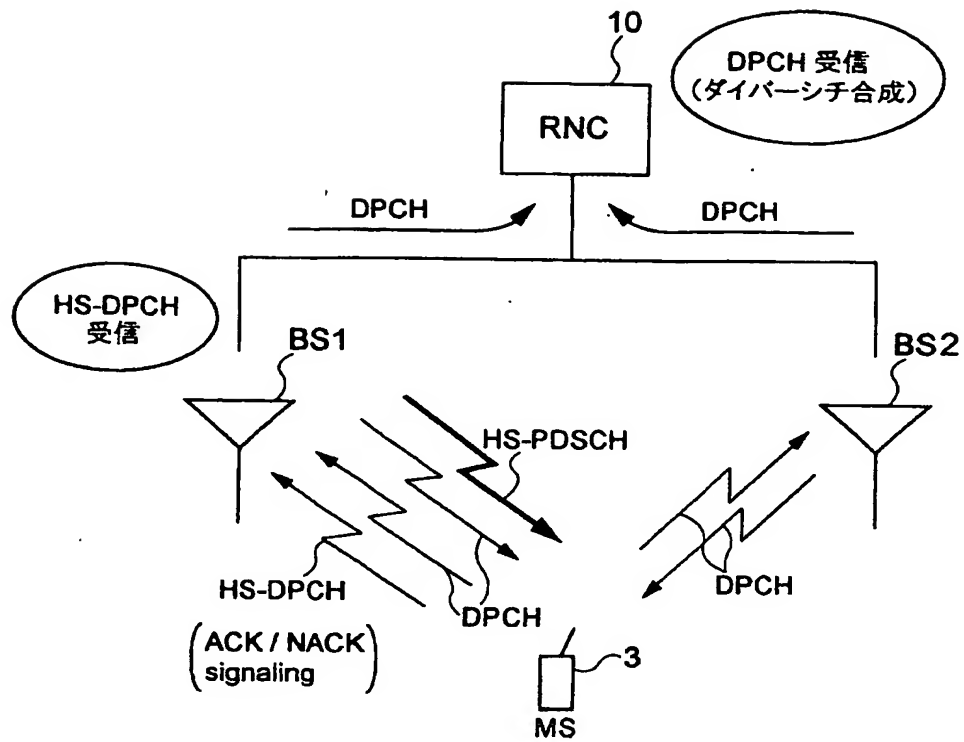 10
DPCH 受信
(ダイバーシチ合成)
RNC
DPCH
DPCH
HS-DPCH
受信
BS1
BS2
HS-PDSCH
HS-DPCH
DPCH
DPCH
(ACK / NACK
signaling)
3
MS